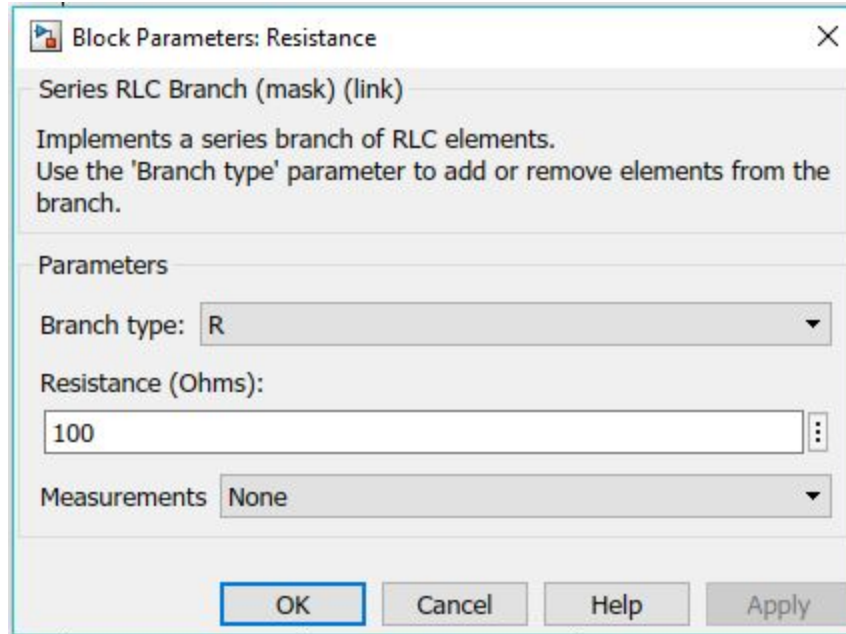 Block Parameters: Resistance
Series RLC Branch (mask) (link)
Implements a series branch of RLC elements.
Use the 'Branch type' parameter to add or remove elements from the
branch.
Parameters
Branch type: R
Resistance (Ohms):
100
Measurements None
OK Cancel Help Apply